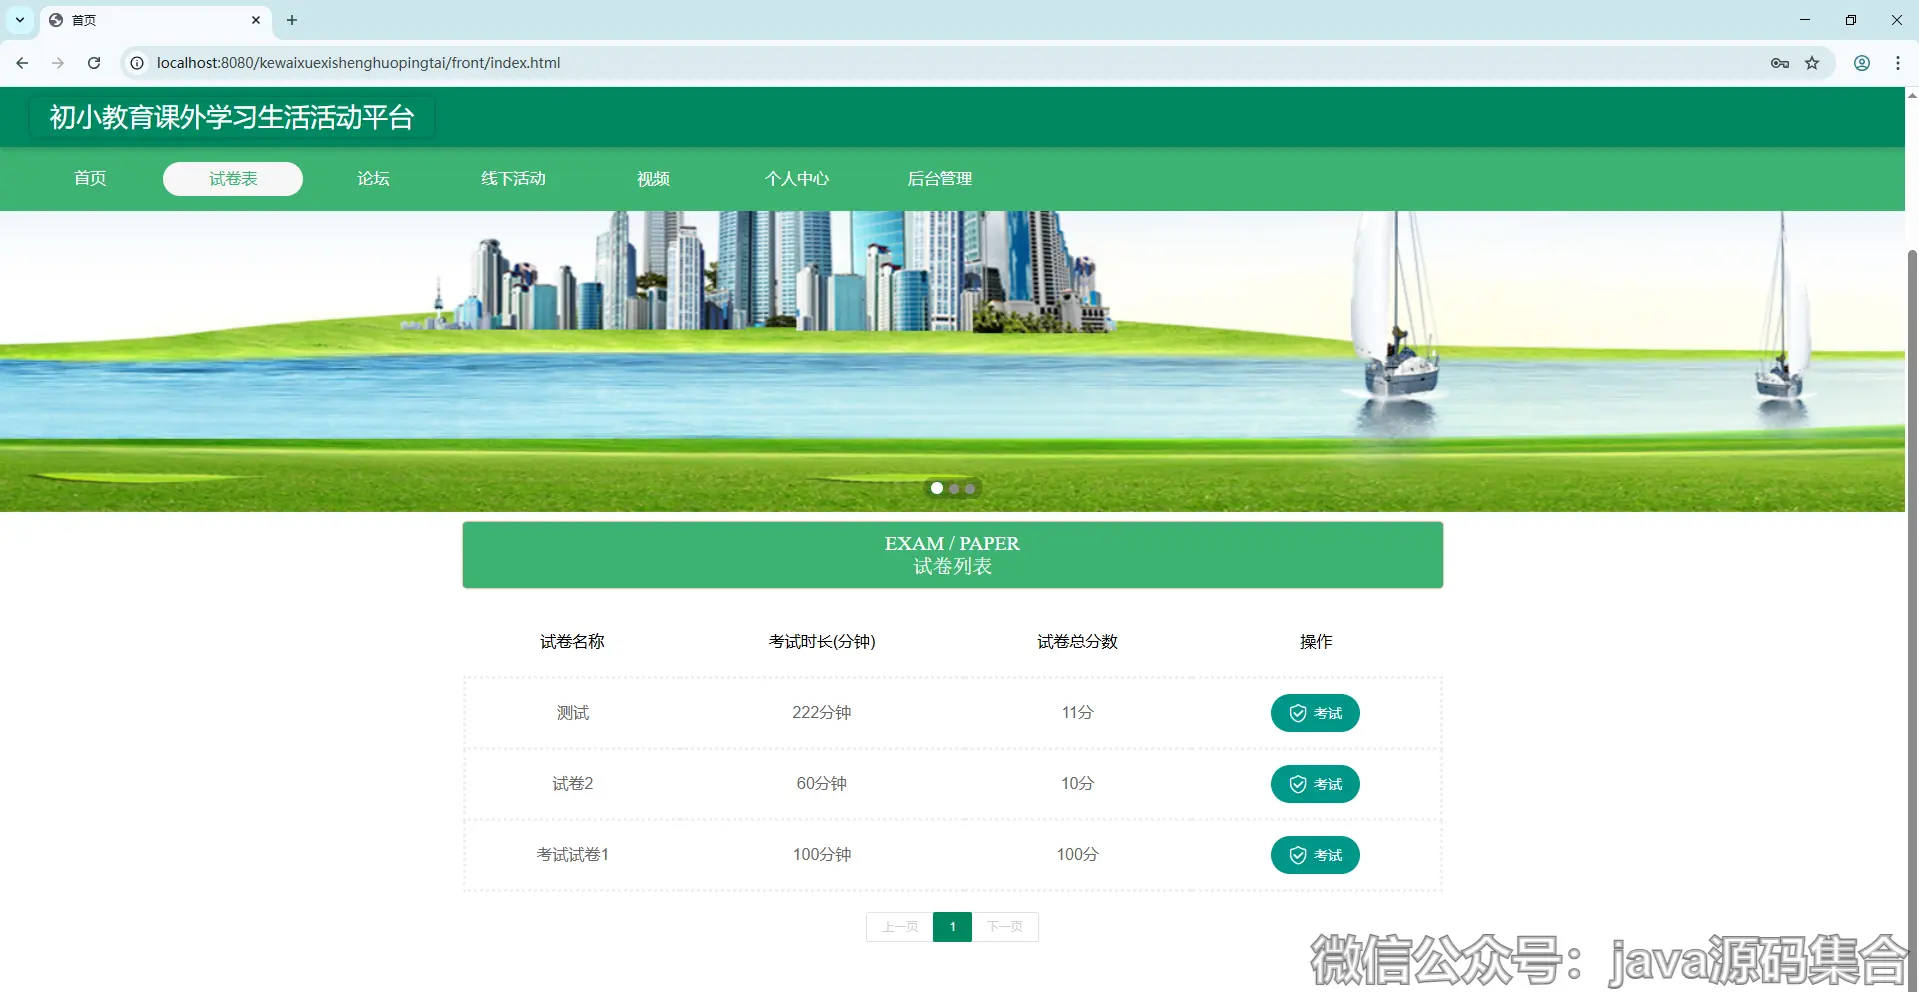 首页
localhost:8080/kewaixuexishenghuopingtai/front/index.html
初小教育课外学习生活活动平台
首页 试卷表 论坛 线下活动 视频 个人中心 后台管理
EXAM / PAPER
试卷列表
试卷名称 考试时长(分钟) 试卷总分数 操作
测试 222分钟 11分 考试
试卷2 60分钟 10分 考试
考试试卷1 100分钟 100分 考试
上一页 1 下一页
微信公众号：java源码集合